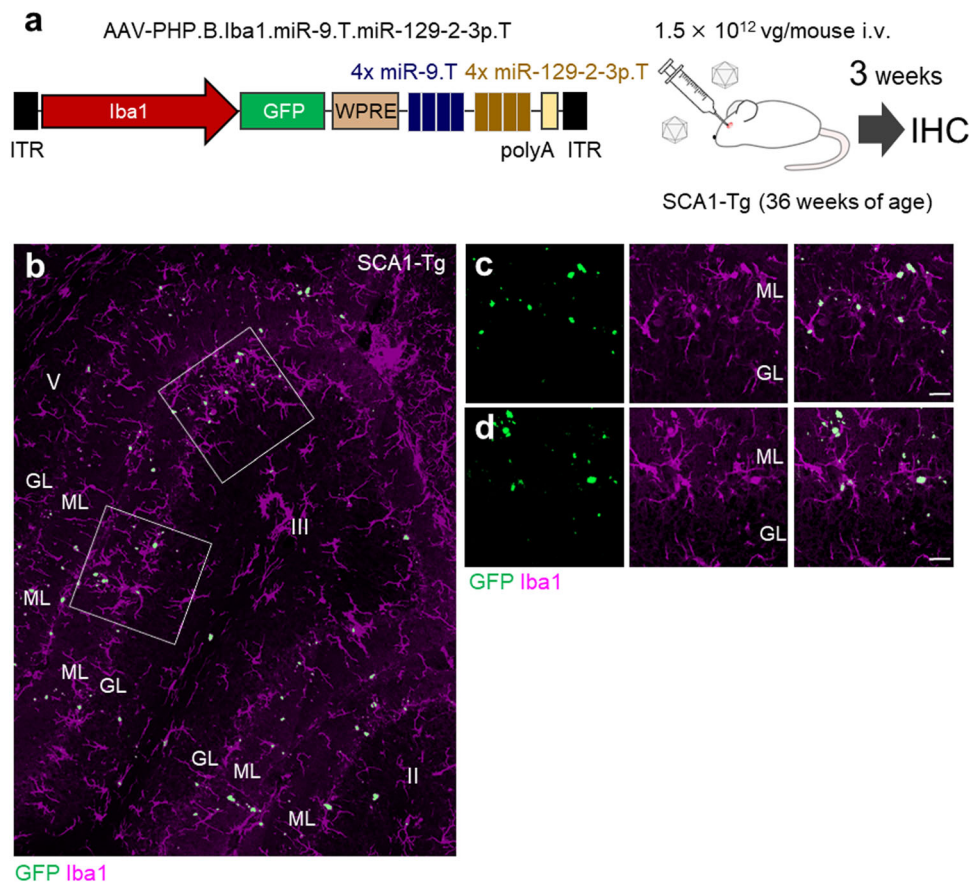 a
AAV-PHP.B.Iba1.miR-9.T.miR-129-2-3p.T
1.5 × 10¹² vg/mouse i.v.
4x miR-9.T 4x miR-129-2-3p.T
3 weeks
Iba1 GFP WPRE
IHC
ITR polyA ITR
SCA1-Tg (36 weeks of age)
b SCA1-Tg
V
GL
ML
III
ML
ML
GL
GL
ML
II
ML
GFP Iba1
c
ML
GL
d
ML
GL
GFP Iba1